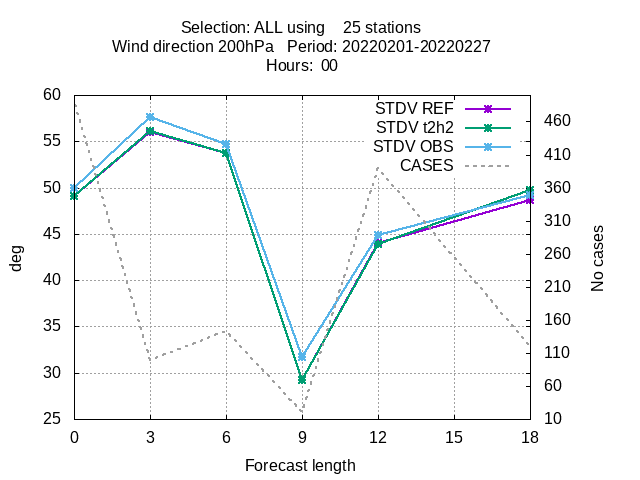 Selection: ALL using    25 stations
Wind direction 200hPa   Period: 20220201-20220227
Hours:  00
STDV REF
STDV t2h2
STDV OBS
CASES
60
55
50
45
40
35
30
25
deg
460
410
360
310
260
210
160
110
60
10
No cases
0 3 6 9 12 15 18
Forecast length